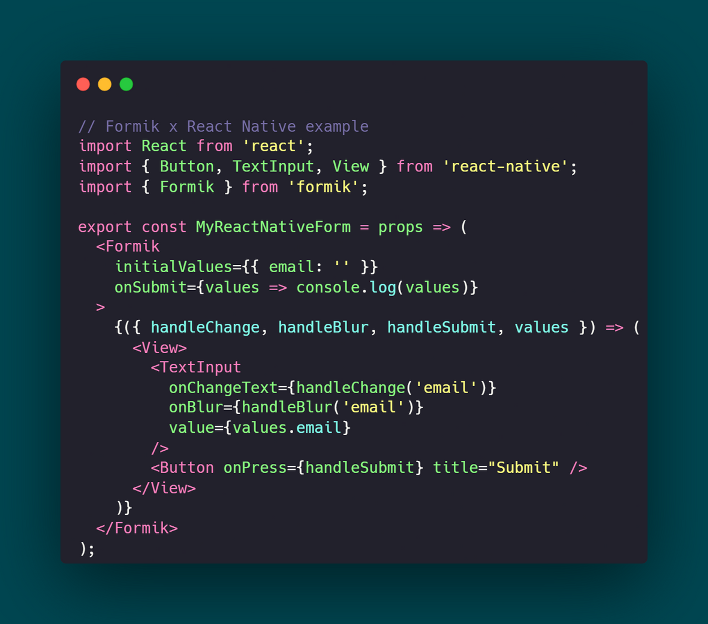 // Formik x React Native example
import React from 'react';
import { Button, TextInput, View } from 'react-native';
import { Formik } from 'formik';

export const MyReactNativeForm = props => (
  <Formik
    initialValues={{ email: '' }}
    onSubmit={values => console.log(values)}
  >
    {({ handleChange, handleBlur, handleSubmit, values }) => (
      <View>
        <TextInput
          onChangeText={handleChange('email')}
          onBlur={handleBlur('email')}
          value={values.email}
        />
        <Button onPress={handleSubmit} title="Submit" />
      </View>
    )}
  </Formik>
);